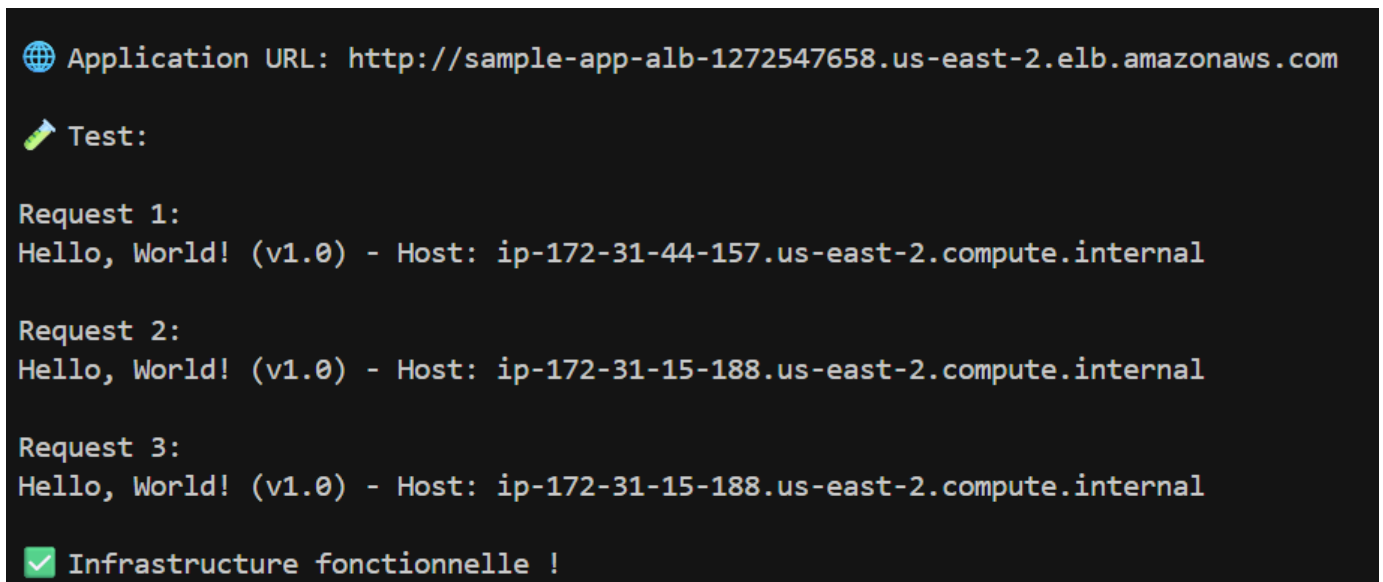 🌐 Application URL: http://sample-app-alb-1272547658.us-east-2.elb.amazonaws.com
🧪 Test:
Request 1:
Hello, World! (v1.0) - Host: ip-172-31-44-157.us-east-2.compute.internal
Request 2:
Hello, World! (v1.0) - Host: ip-172-31-15-188.us-east-2.compute.internal
Request 3:
Hello, World! (v1.0) - Host: ip-172-31-15-188.us-east-2.compute.internal
✅ Infrastructure fonctionnelle !